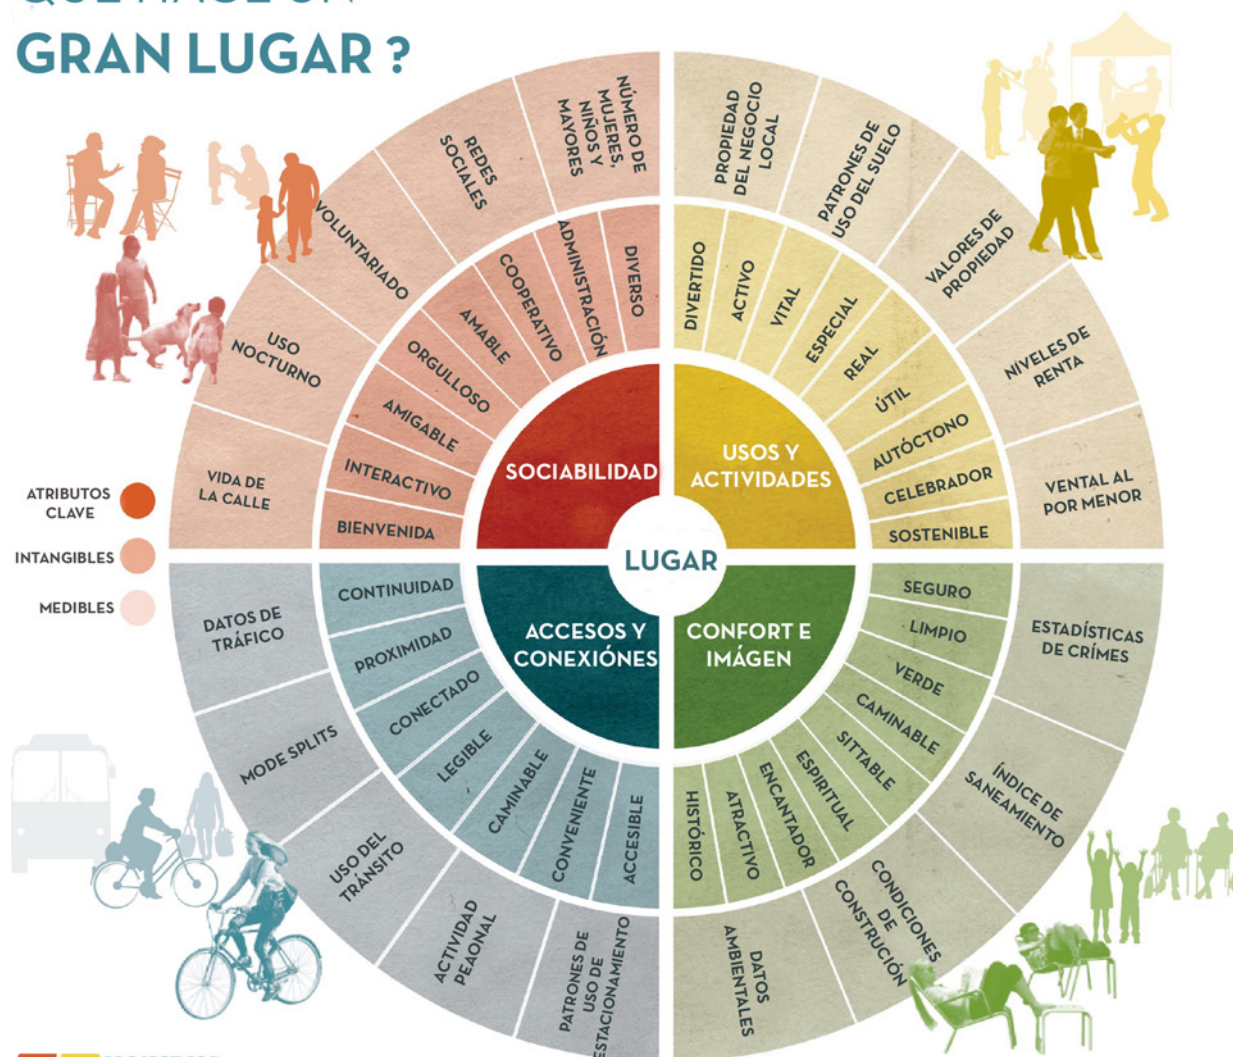 QUÉ HACE UN
GRAN LUGAR ?
NÚMERO DE
MUJERES,
NIÑOS Y
MAYORES
REDES
SOCIALES
VOLUNTARIADO
USO
NOCTURNO
VIDA DE
LA CALLE
PROPIEDAD
DEL NEGOCIO
LOCAL
PATRONES DE
USO DEL SUELO
VALORES DE
PROPIEDAD
NIVELES DE
RENTA
VENTAL AL
POR MENOR
DIVERSO
ADMINISTRACIÓN
COOPERATIVO
AMABLE
ORGULLOSO
AMIGABLE
INTERACTIVO
BIENVENIDA
DIVERTIDO
ACTIVO
VITAL
ESPECIAL
REAL
ÚTIL
AUTÓCTONO
CELEBRADOR
SOSTENIBLE
SOCIABILIDAD
USOS Y
ACTIVIDADES
LUGAR
ACCESOS Y
CONEXIÓNES
CONFORT E
IMÁGEN
ATRIBUTOS
CLAVE
INTANGIBLES
MEDIBLES
CONTINUIDAD
PROXIMIDAD
CONECTADO
LEGIBLE
CAMINABLE
CONVENIENTE
ACCESIBLE
SEGURO
LIMPIO
VERDE
CAMINABLE
SITTABLE
ESPIRITUAL
ENCANTADOR
ATRACTIVO
HISTÓRICO
DATOS DE
TRÁFICO
MODE SPLITS
USO DEL
TRÁNSITO
ACTIVIDAD
PEAONAL
PATRONES DE
USO DE
ESTACIONAMIENTO
ESTADÍSTICAS
DE CRÍMES
ÍNDICE DE
SANEAMIENTO
CONDICIONES
DE
CONSTRUCIÓN
DATOS
AMBIENTALES